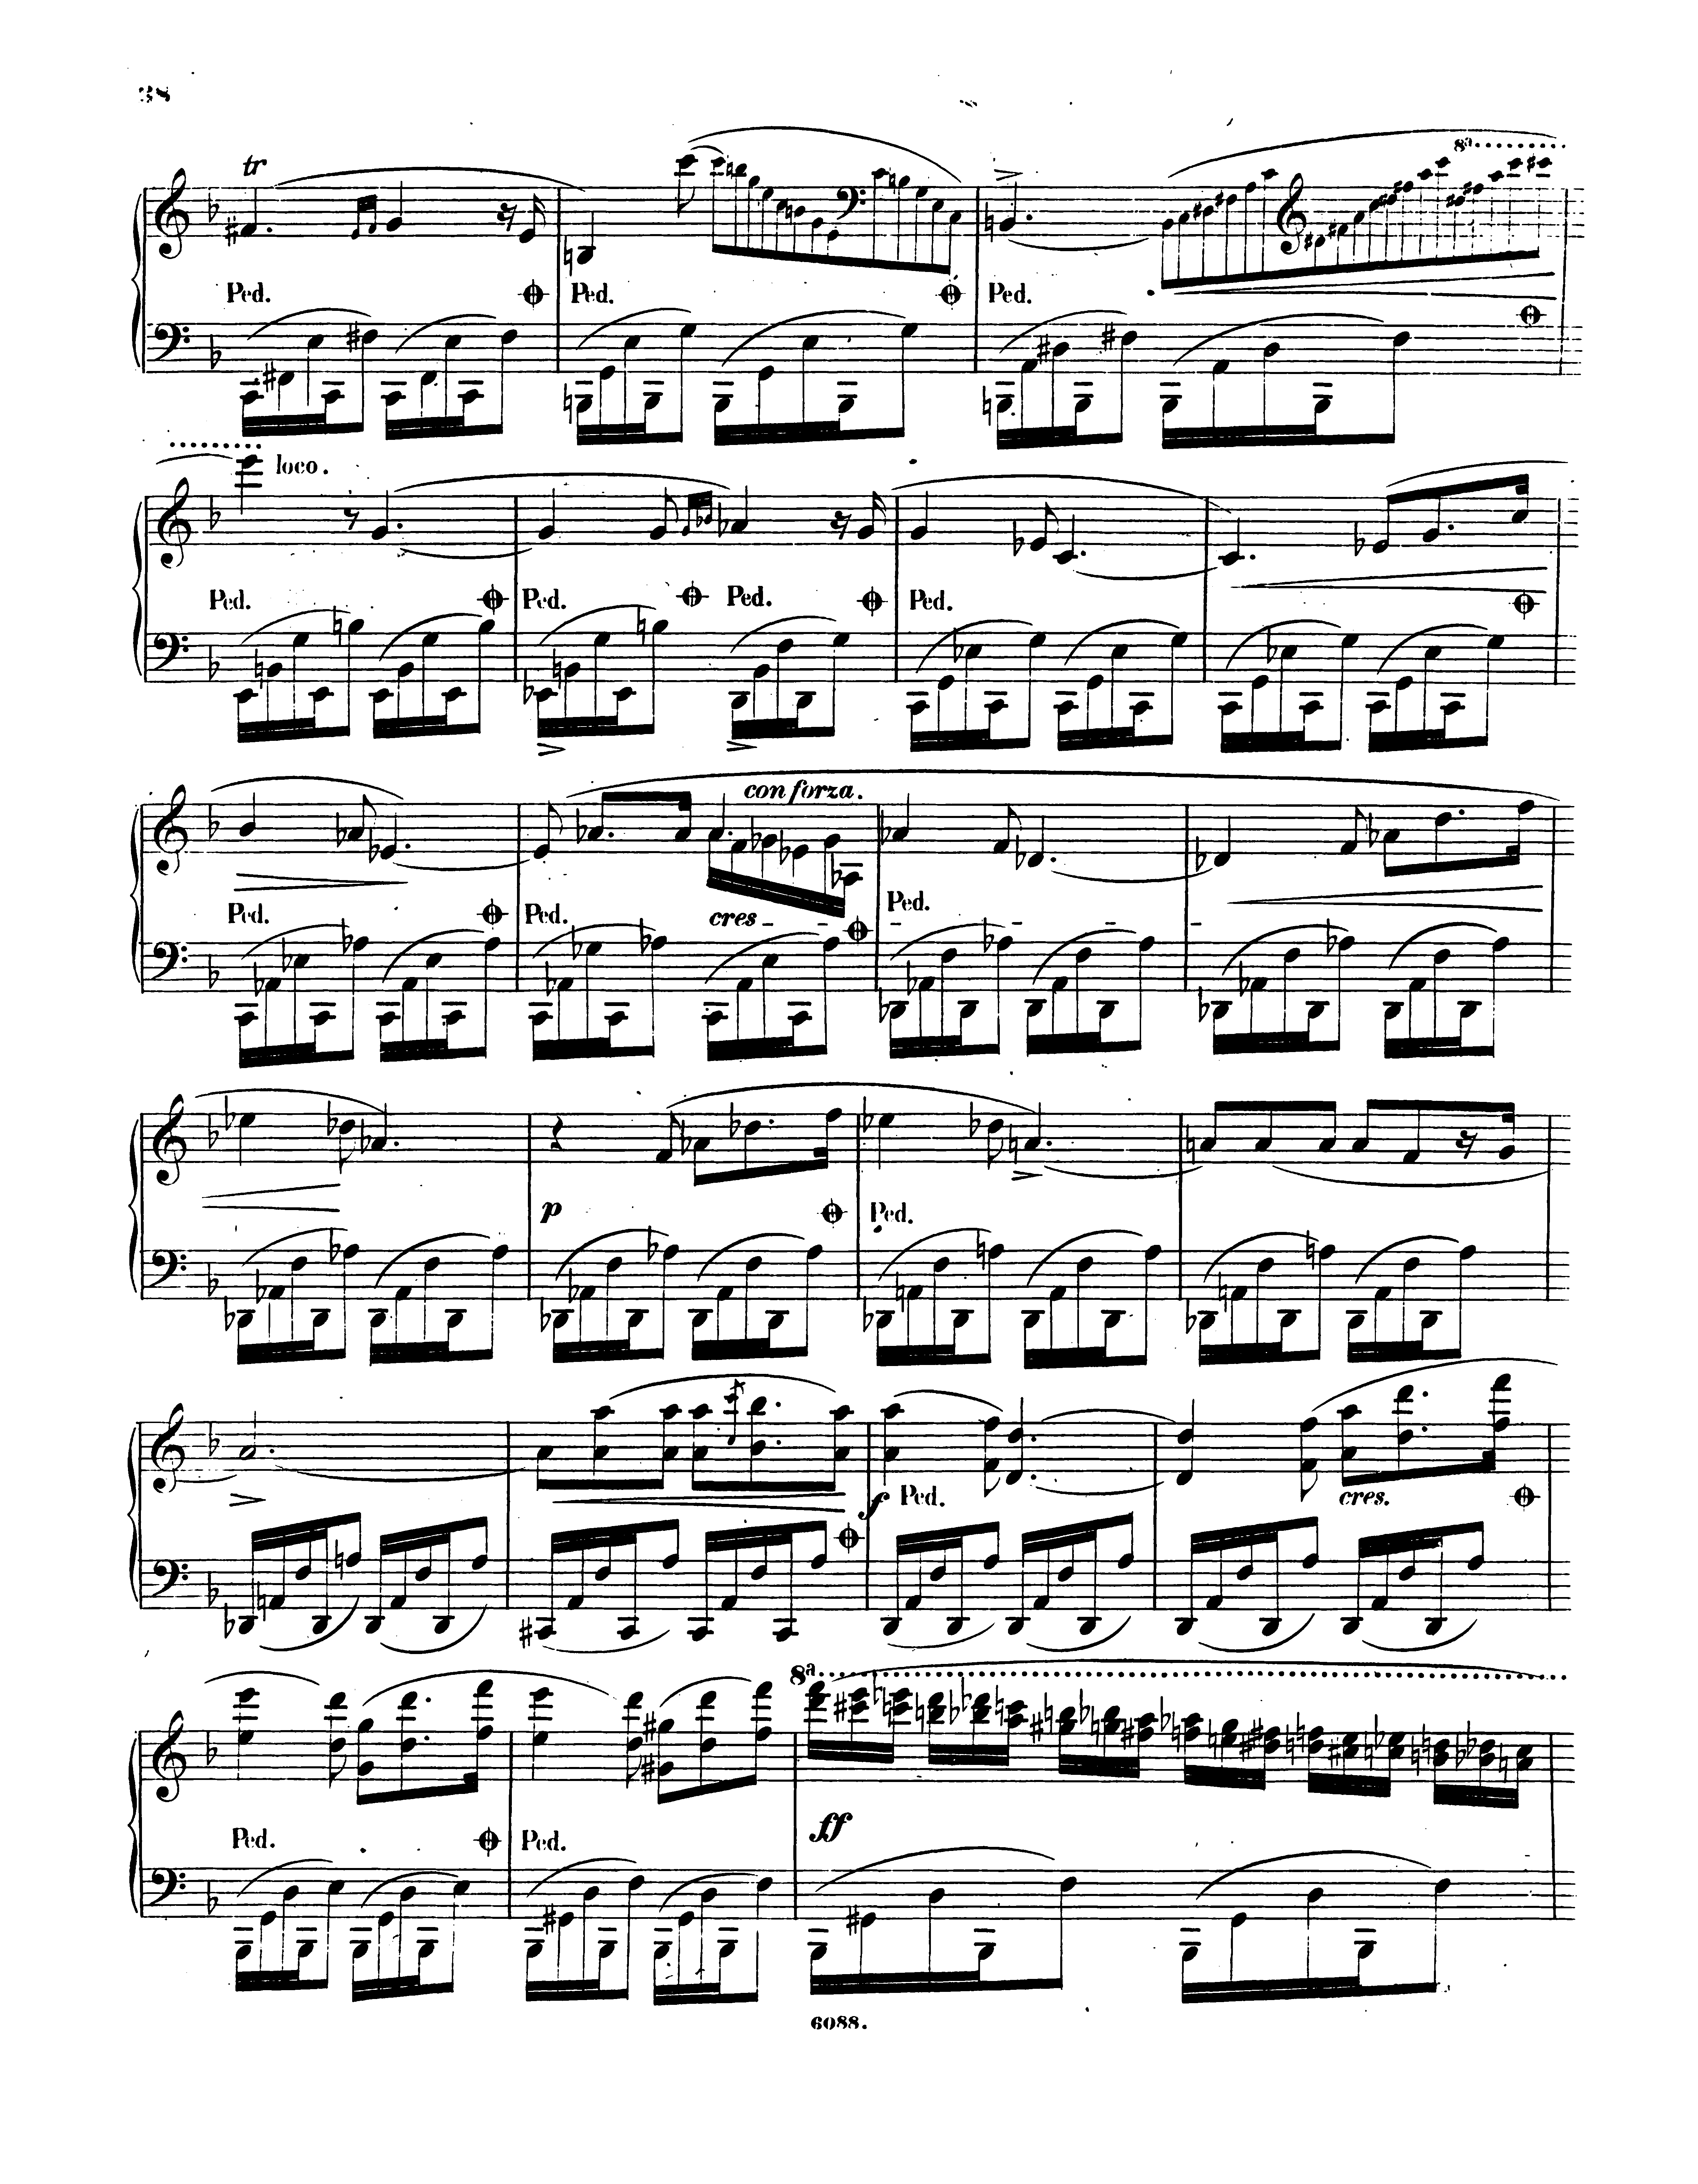 38
tr
8ª
Ped. Ped. Ped.
loco.
Ped. Ped. Ped. Ped.
con forza.
Ped. Ped. cres Ped.
p Ped.
f Ped. cres.
8ª
Ped. Ped. ff
6088.